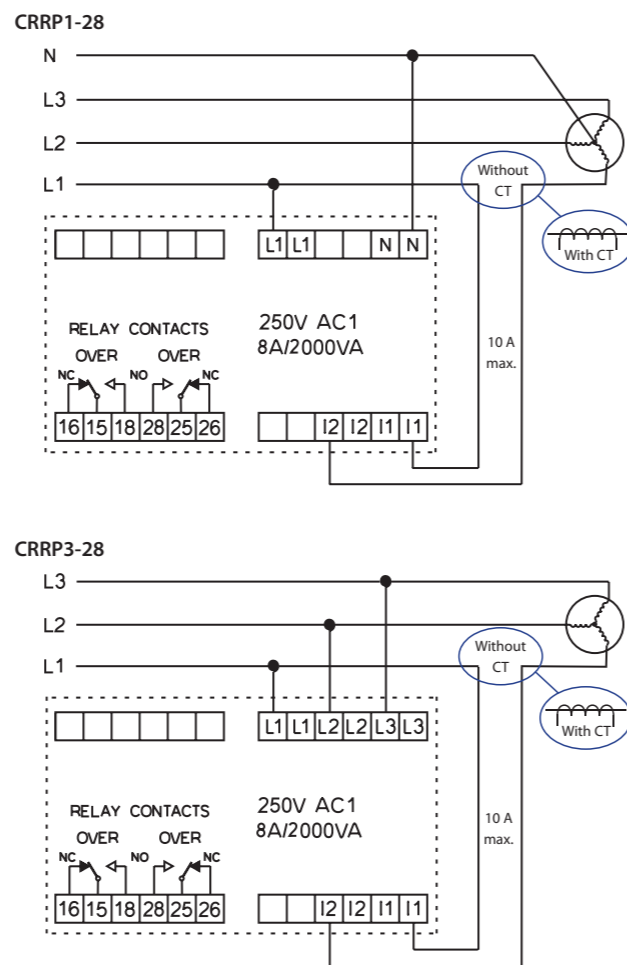 CRRP1-28
N
L3
L2
L1
Without
CT
With CT
L1 L1 N N
10 A
max.
RELAY CONTACTS
OVER OVER
NC NO NC
250V AC1
8A/2000VA
16 15 18 28 25 26
I2 I2 I1 I1
CRRP3-28
L3
L2
L1
Without
CT
With CT
L1 L1 L2 L2 L3 L3
10 A
max.
RELAY CONTACTS
OVER OVER
NC NO NC
250V AC1
8A/2000VA
16 15 18 28 25 26
I2 I2 I1 I1